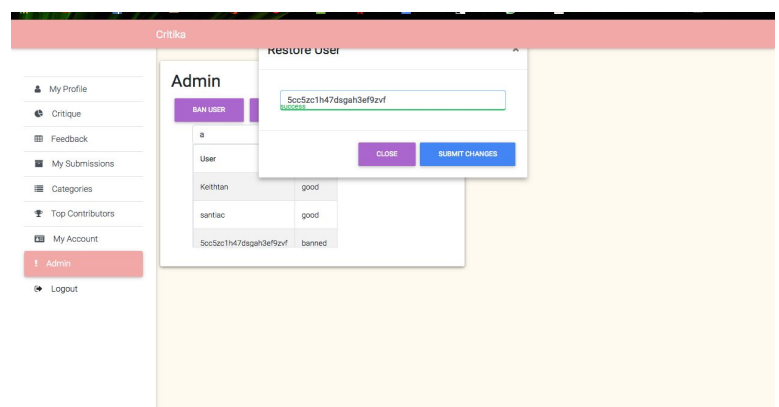 Critika
Restore User
My Profile
Critique
Feedback
My Submissions
Categories
Top Contributors
My Account
Admin
Logout
Admin
BAN USER
5cc5zc1h47dsgah3ef9zvf
success
CLOSE
SUBMIT CHANGES
a
User
Keithtan good
santiac good
5cc5zc1h47dsgah3ef9zvf banned